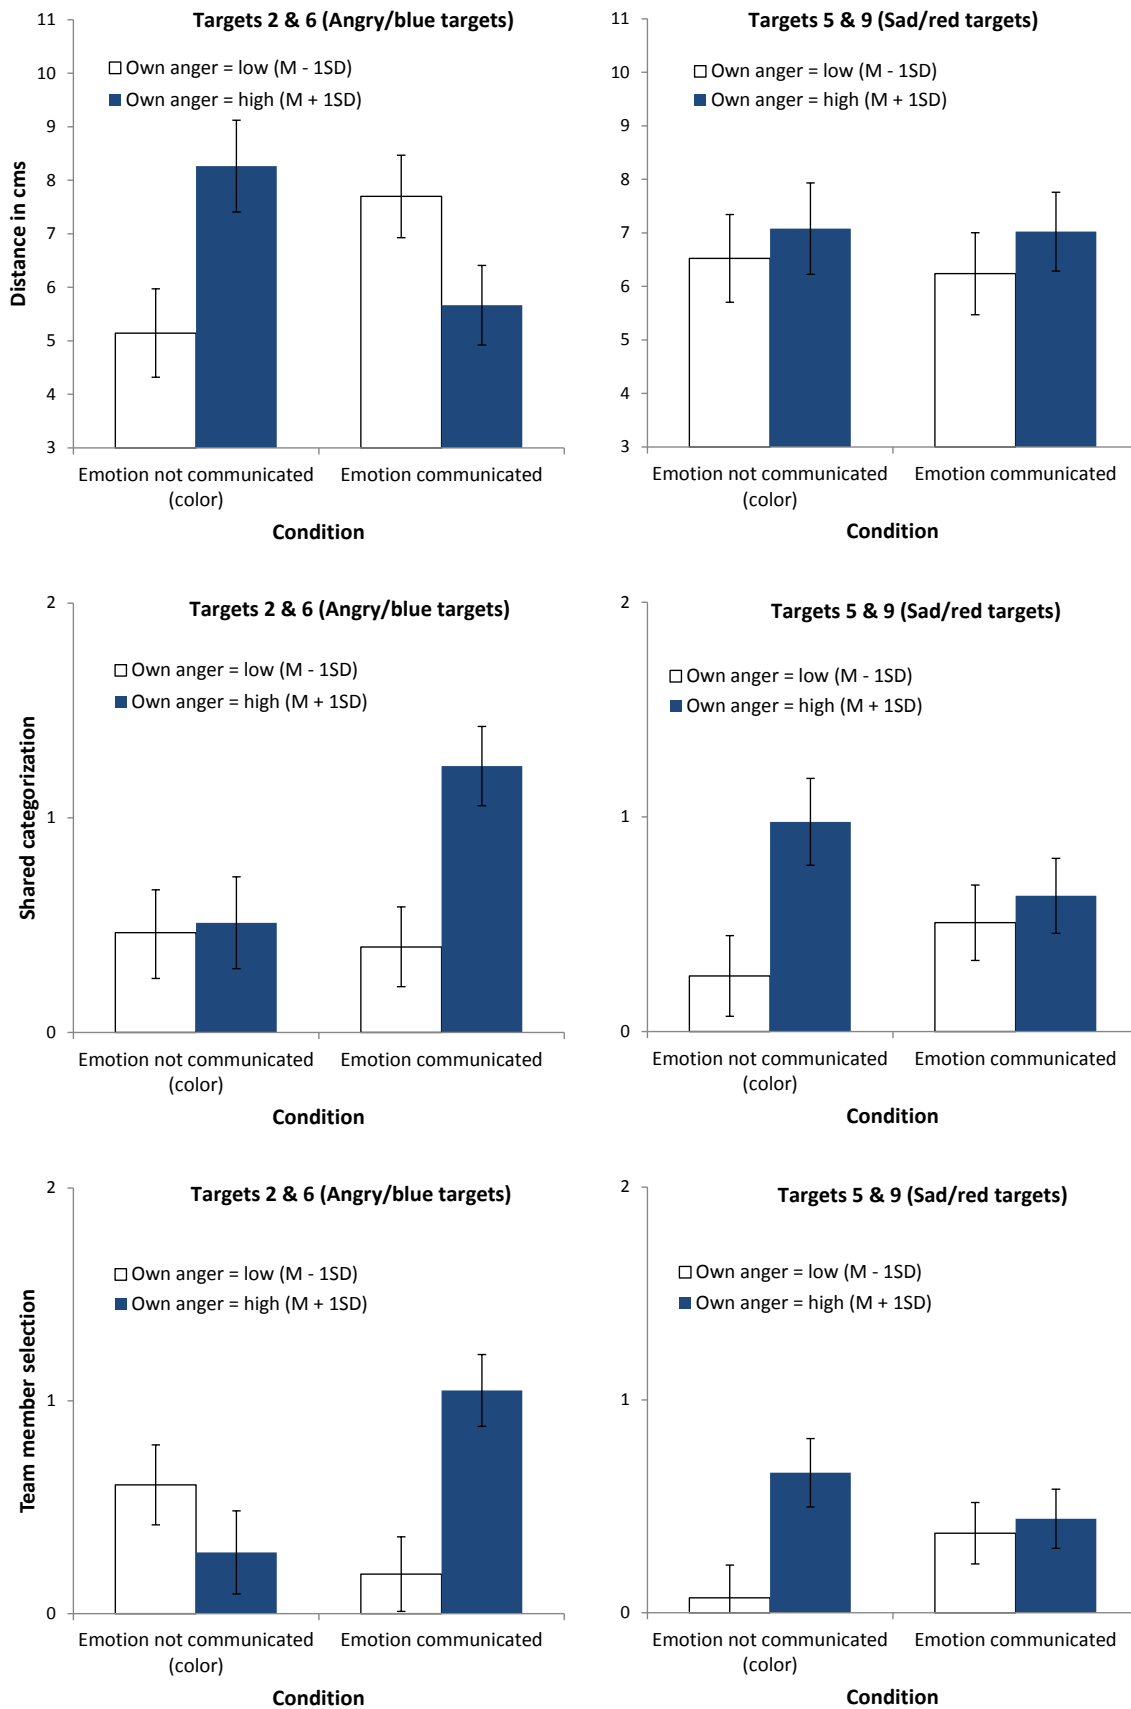 Targets 2 & 6 (Angry/blue targets)
Own anger = low (M - 1SD)
Own anger = high (M + 1SD)
Distance in cms
11
10
9
8
7
6
5
4
3
Emotion not communicated
(color)
Emotion communicated
Condition
Targets 5 & 9 (Sad/red targets)
Own anger = low (M - 1SD)
Own anger = high (M + 1SD)
11
10
9
8
7
6
5
4
3
Emotion not communicated
(color)
Emotion communicated
Condition
Targets 2 & 6 (Angry/blue targets)
Own anger = low (M - 1SD)
Own anger = high (M + 1SD)
Shared categorization
2
1
0
Emotion not communicated
(color)
Emotion communicated
Condition
Targets 5 & 9 (Sad/red targets)
Own anger = low (M - 1SD)
Own anger = high (M + 1SD)
2
1
0
Emotion not communicated
(color)
Emotion communicated
Condition
Targets 2 & 6 (Angry/blue targets)
Own anger = low (M - 1SD)
Own anger = high (M + 1SD)
Team member selection
2
1
0
Emotion not communicated
(color)
Emotion communicated
Condition
Targets 5 & 9 (Sad/red targets)
Own anger = low (M - 1SD)
Own anger = high (M + 1SD)
2
1
0
Emotion not communicated
(color)
Emotion communicated
Condition